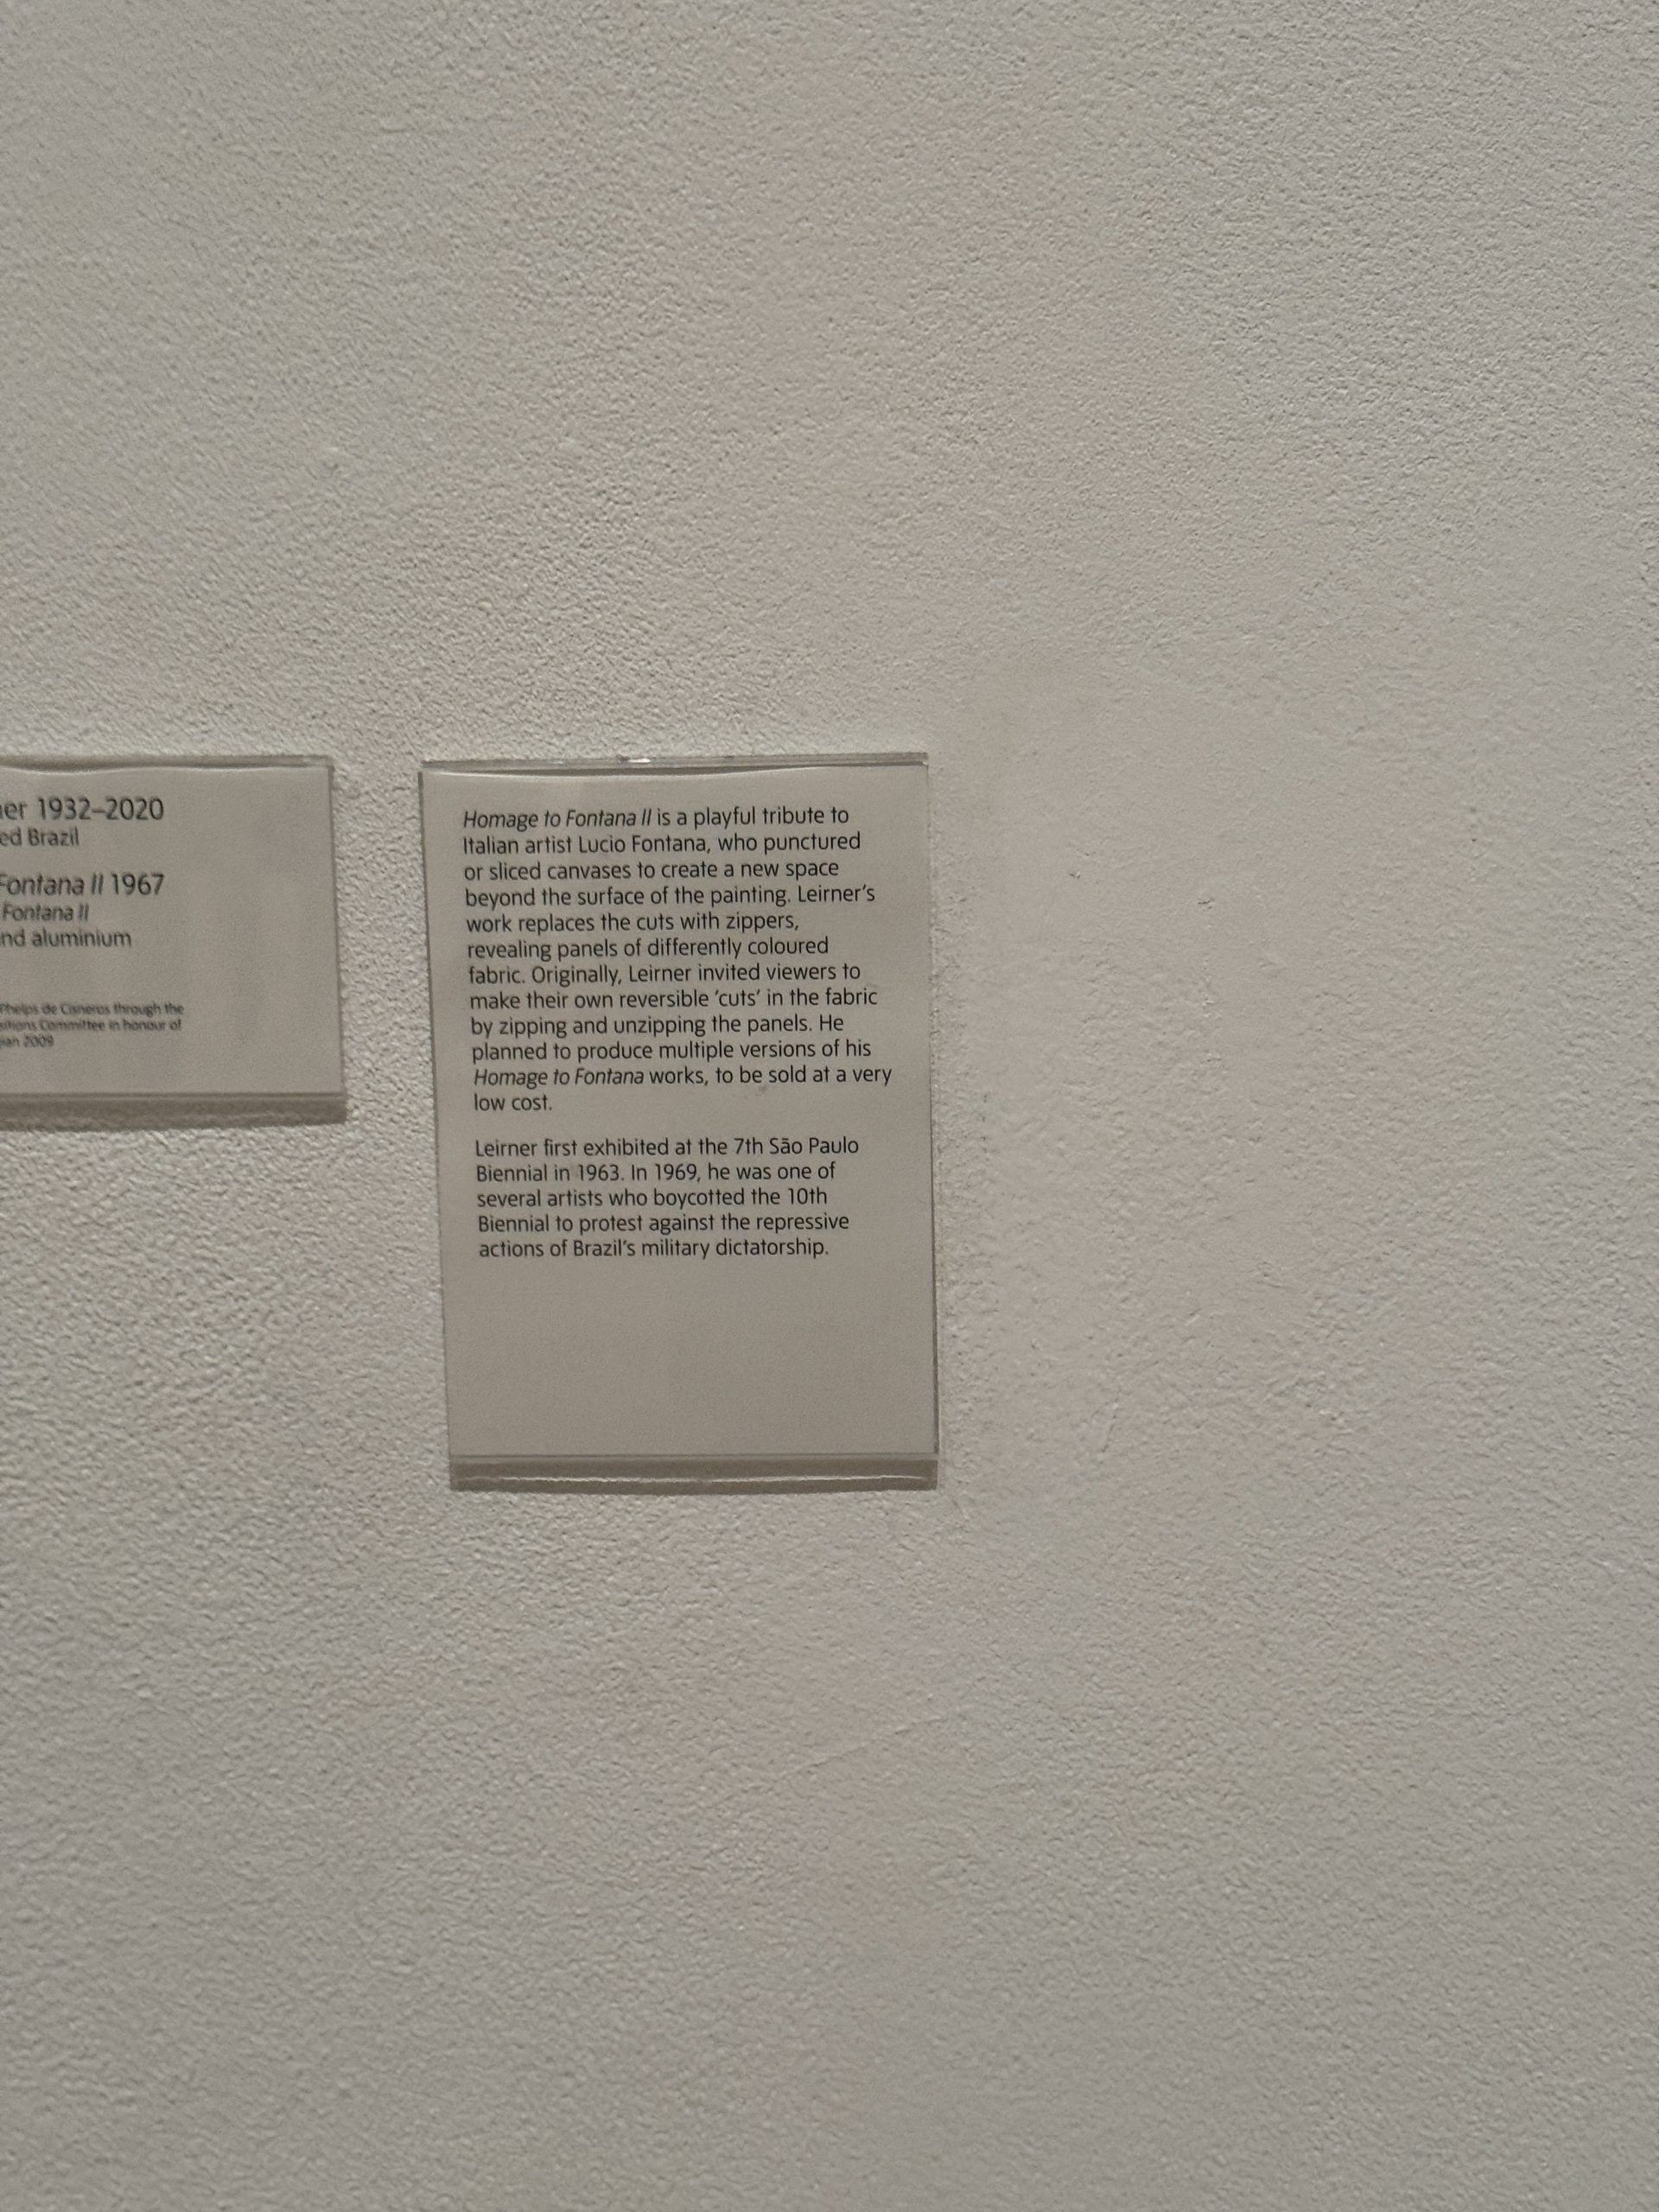 1932–2020
Brazil
Fontana II 1967
Fontana II
aluminium
Phelps de Cisneros through the
Committee in honour of
2009
Homage to Fontana II is a playful tribute to
Italian artist Lucio Fontana, who punctured
or sliced canvases to create a new space
beyond the surface of the painting. Leirner’s
work replaces the cuts with zippers,
revealing panels of differently coloured
fabric. Originally, Leirner invited viewers to
make their own reversible ‘cuts’ in the fabric
by zipping and unzipping the panels. He
planned to produce multiple versions of his
Homage to Fontana works, to be sold at a very
low cost.
Leirner first exhibited at the 7th São Paulo
Biennial in 1963. In 1969, he was one of
several artists who boycotted the 10th
Biennial to protest against the repressive
actions of Brazil’s military dictatorship.